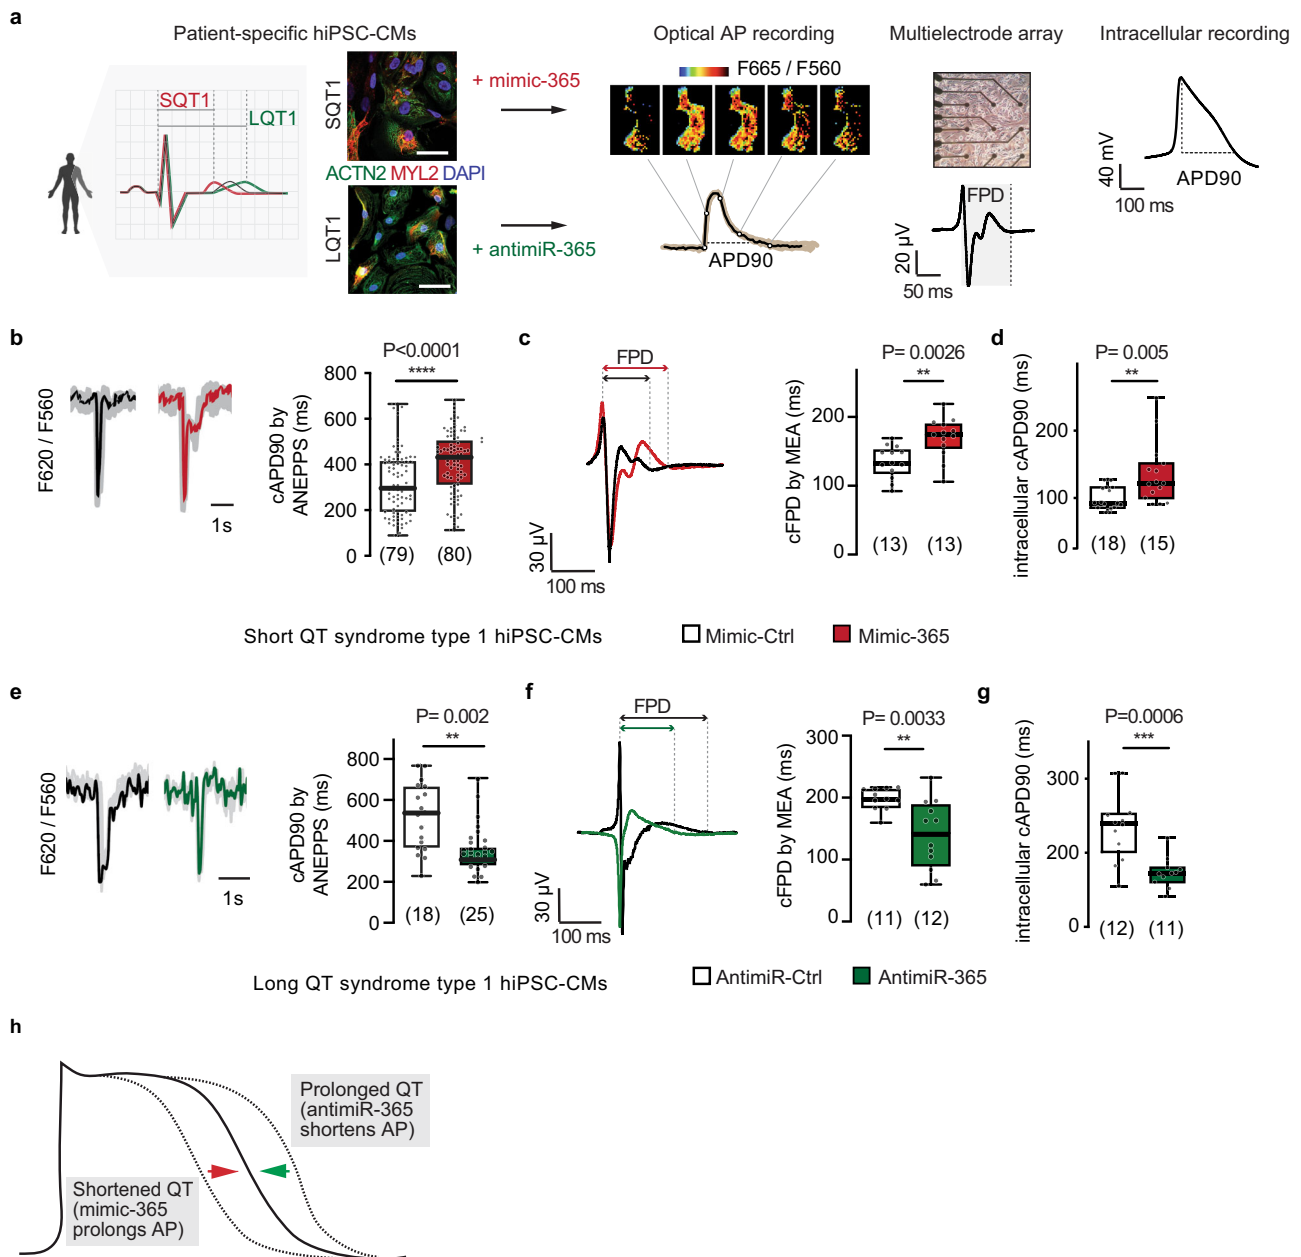 a
Patient-specific hiPSC-CMs
Optical AP recording
Multielectrode array
Intracellular recording
SQT1
LQT1
SQT1
+ mimic-365
ACTN2 MYL2 DAPI
LQT1
+ antimiR-365
F665 / F560
APD90
FPD
20 µV
50 ms
40 mV
100 ms
APD90
b
F620 / F560
1s
P<0.0001
****
cAPD90 by
ANEPPS (ms)
800
600
400
200
0
(79)
(80)
c
FPD
30 µV
100 ms
P= 0.0026
**
cFPD by MEA (ms)
200
100
0
(13)
(13)
d
P= 0.005
**
intracellular cAPD90 (ms)
200
100
0
(18)
(15)
Short QT syndrome type 1 hiPSC-CMs
Mimic-Ctrl
Mimic-365
e
F620 / F560
1s
P= 0.002
**
cAPD90 by
ANEPPS (ms)
800
600
400
200
0
(18)
(25)
f
FPD
30 µV
100 ms
P= 0.0033
**
cFPD by MEA (ms)
300
200
100
0
(11)
(12)
g
P=0.0006
***
intracellular cAPD90 (ms)
300
200
0
(12)
(11)
Long QT syndrome type 1 hiPSC-CMs
AntimiR-Ctrl
AntimiR-365
h
Prolonged QT
(antimiR-365
shortens AP)
Shortened QT
(mimic-365
prolongs AP)